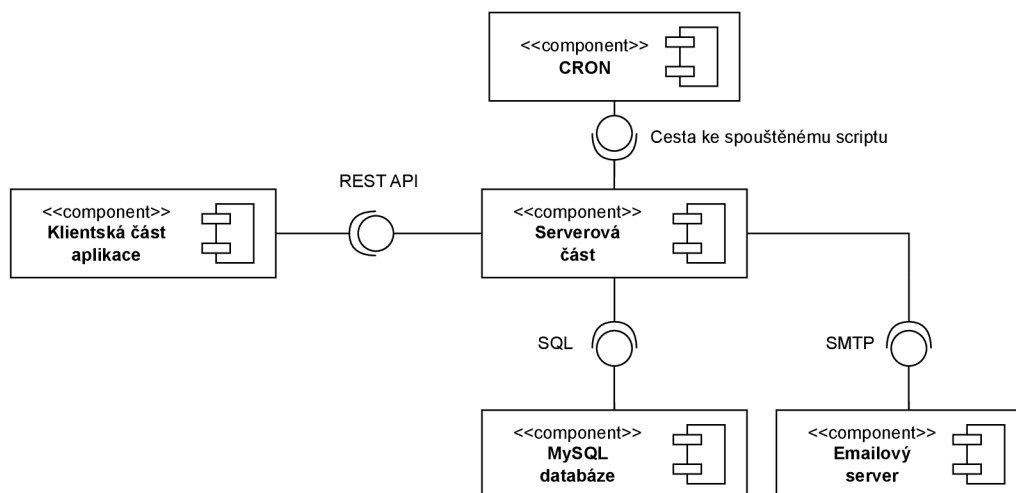 <<component>>
CRON
Cesta ke spouštěnému scriptu
REST API
<<component>>
Klientská část
aplikace
<<component>>
Serverová
část
SQL
SMTP
<<component>>
MySQL
databáze
<<component>>
Emailový
server